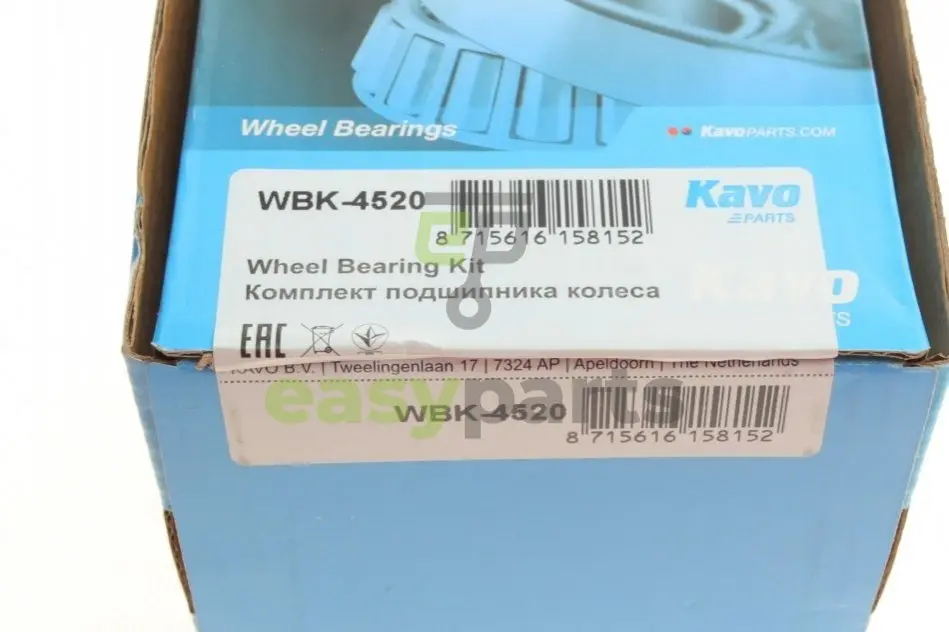 Wheel Bearings
KavoPARTS.COM
WBK-4520
Kavo
PARTS
8 715616 158152
Wheel Bearing Kit
Комплект подшипника колеса
Kavo
EAC
KAVO B.V. | Tweelingenlaan 17 | 7324 AP | Apeldoorn | The Netherlands
easyparts
WBK-4520
8 715616 158152